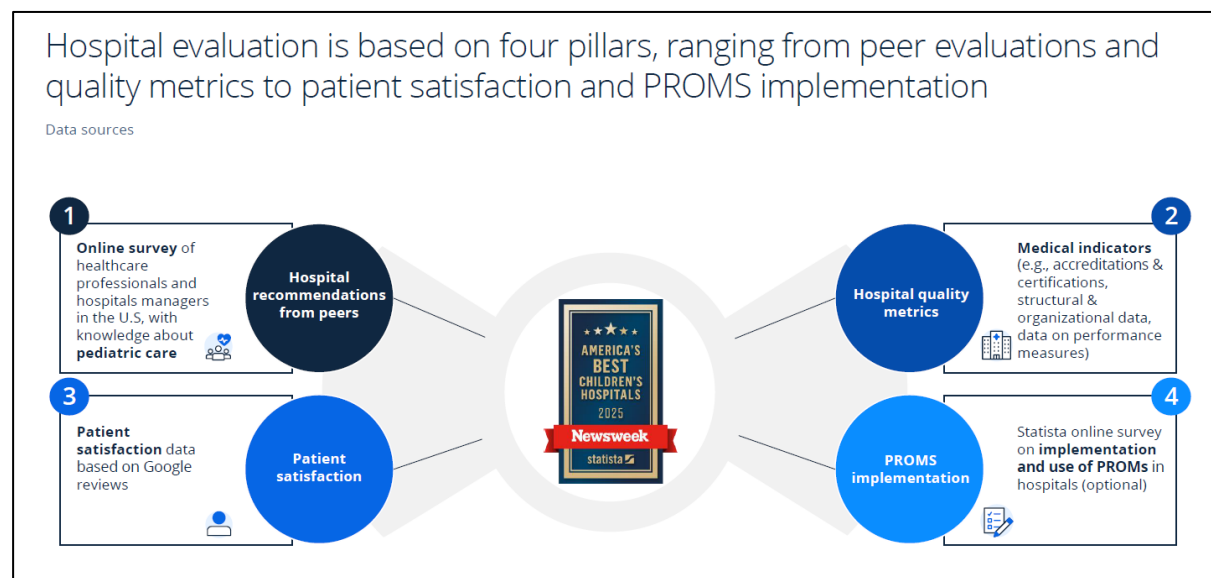 Hospital evaluation is based on four pillars, ranging from peer evaluations and
quality metrics to patient satisfaction and PROMS implementation
Data sources
1
Online survey of
healthcare
professionals and
hospitals managers
in the U.S, with
knowledge about
pediatric care
Hospital
recommendations
from peers
2
Hospital quality
metrics
Medical indicators
(e.g., accreditations &
certifications,
structural &
organizational data,
data on performance
measures)
AMERICA'S
BEST
CHILDREN'S
HOSPITALS
2025
Newsweek
statista
3
Patient
satisfaction data
based on Google
reviews
Patient
satisfaction
4
PROMS
implementation
Statista online survey
on implementation
and use of PROMs in
hospitals (optional)